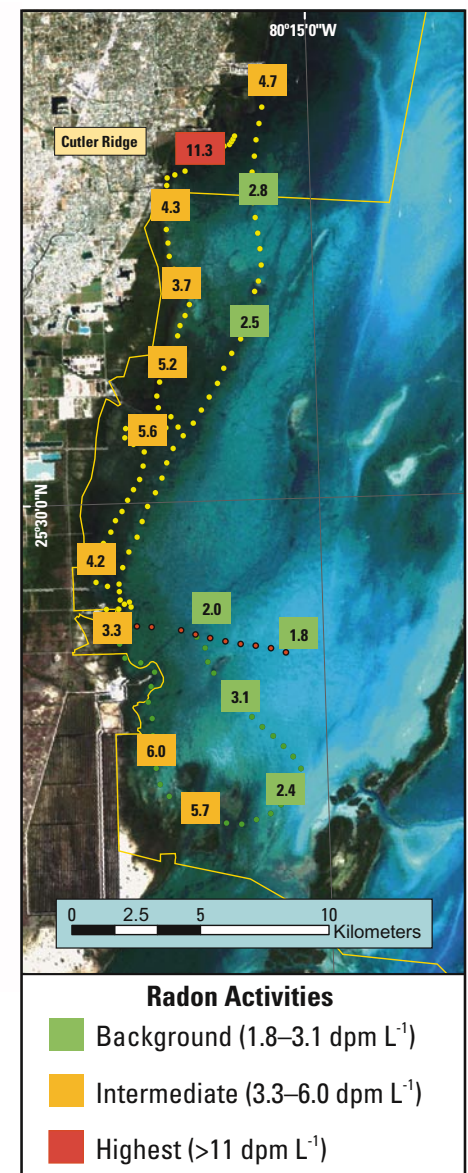 80°15'0"W
4.7
Cutler Ridge
11.3
2.8
4.3
3.7
2.5
5.2
5.6
25°30'0"N
4.2
2.0
3.3
1.8
3.1
6.0
2.4
5.7
0 2.5 5 10
Kilometers
Radon Activities
Background (1.8–3.1 dpm L⁻¹)
Intermediate (3.3–6.0 dpm L⁻¹)
Highest (>11 dpm L⁻¹)